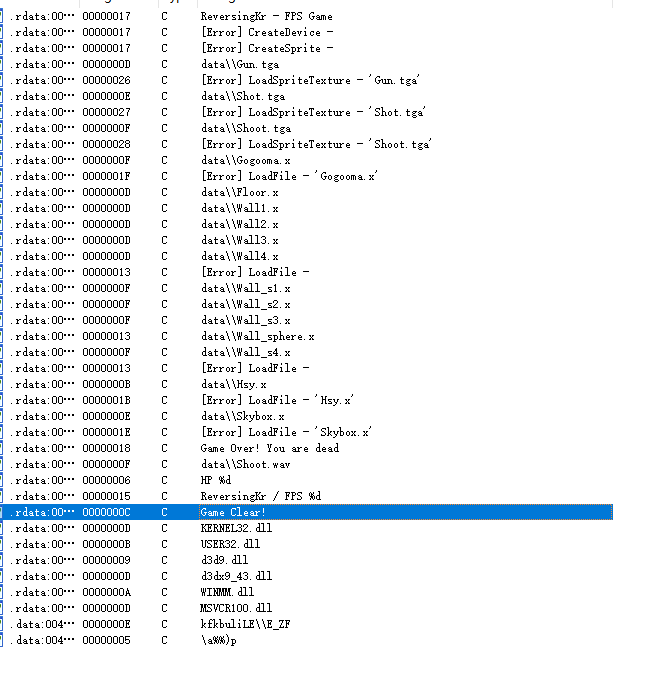 .rdata:00… 00000017 C ReversingKr - FPS Game
.rdata:00… 00000017 C [Error] CreateDevice -
.rdata:00… 00000017 C [Error] CreateSprite -
.rdata:00… 0000000D C data\\Gun.tga
.rdata:00… 00000026 C [Error] LoadSpriteTexture - 'Gun.tga'
.rdata:00… 0000000E C data\\Shot.tga
.rdata:00… 00000027 C [Error] LoadSpriteTexture - 'Shot.tga'
.rdata:00… 0000000F C data\\Shoot.tga
.rdata:00… 00000028 C [Error] LoadSpriteTexture - 'Shoot.tga'
.rdata:00… 0000000F C data\\Gogooma.x
.rdata:00… 0000001F C [Error] LoadFile - 'Gogooma.x'
.rdata:00… 0000000D C data\\Floor.x
.rdata:00… 0000000D C data\\Wall1.x
.rdata:00… 0000000D C data\\Wall2.x
.rdata:00… 0000000D C data\\Wall3.x
.rdata:00… 0000000D C data\\Wall4.x
.rdata:00… 00000013 C [Error] LoadFile -
.rdata:00… 0000000F C data\\Wall_s1.x
.rdata:00… 0000000F C data\\Wall_s2.x
.rdata:00… 0000000F C data\\Wall_s3.x
.rdata:00… 00000013 C data\\Wall_sphere.x
.rdata:00… 0000000F C data\\Wall_s4.x
.rdata:00… 00000013 C [Error] LoadFile -
.rdata:00… 0000000B C data\\Hsy.x
.rdata:00… 0000001B C [Error] LoadFile - 'Hsy.x'
.rdata:00… 0000000E C data\\Skybox.x
.rdata:00… 0000001E C [Error] LoadFile - 'Skybox.x'
.rdata:00… 00000018 C Game Over! You are dead
.rdata:00… 0000000F C data\\Shoot.wav
.rdata:00… 00000006 C HP %d
.rdata:00… 00000015 C ReversingKr / FPS %d
.rdata:00… 0000000C C Game Clear!
.rdata:00… 0000000D C KERNEL32.dll
.rdata:00… 0000000B C USER32.dll
.rdata:00… 00000009 C d3d9.dll
.rdata:00… 0000000D C d3dx9_43.dll
.rdata:00… 0000000A C WINMM.dll
.rdata:00… 0000000D C MSVCR100.dll
.data:004… 0000000E C kfkbuliLE\\E_ZF
.data:004… 00000005 C \a%%)p